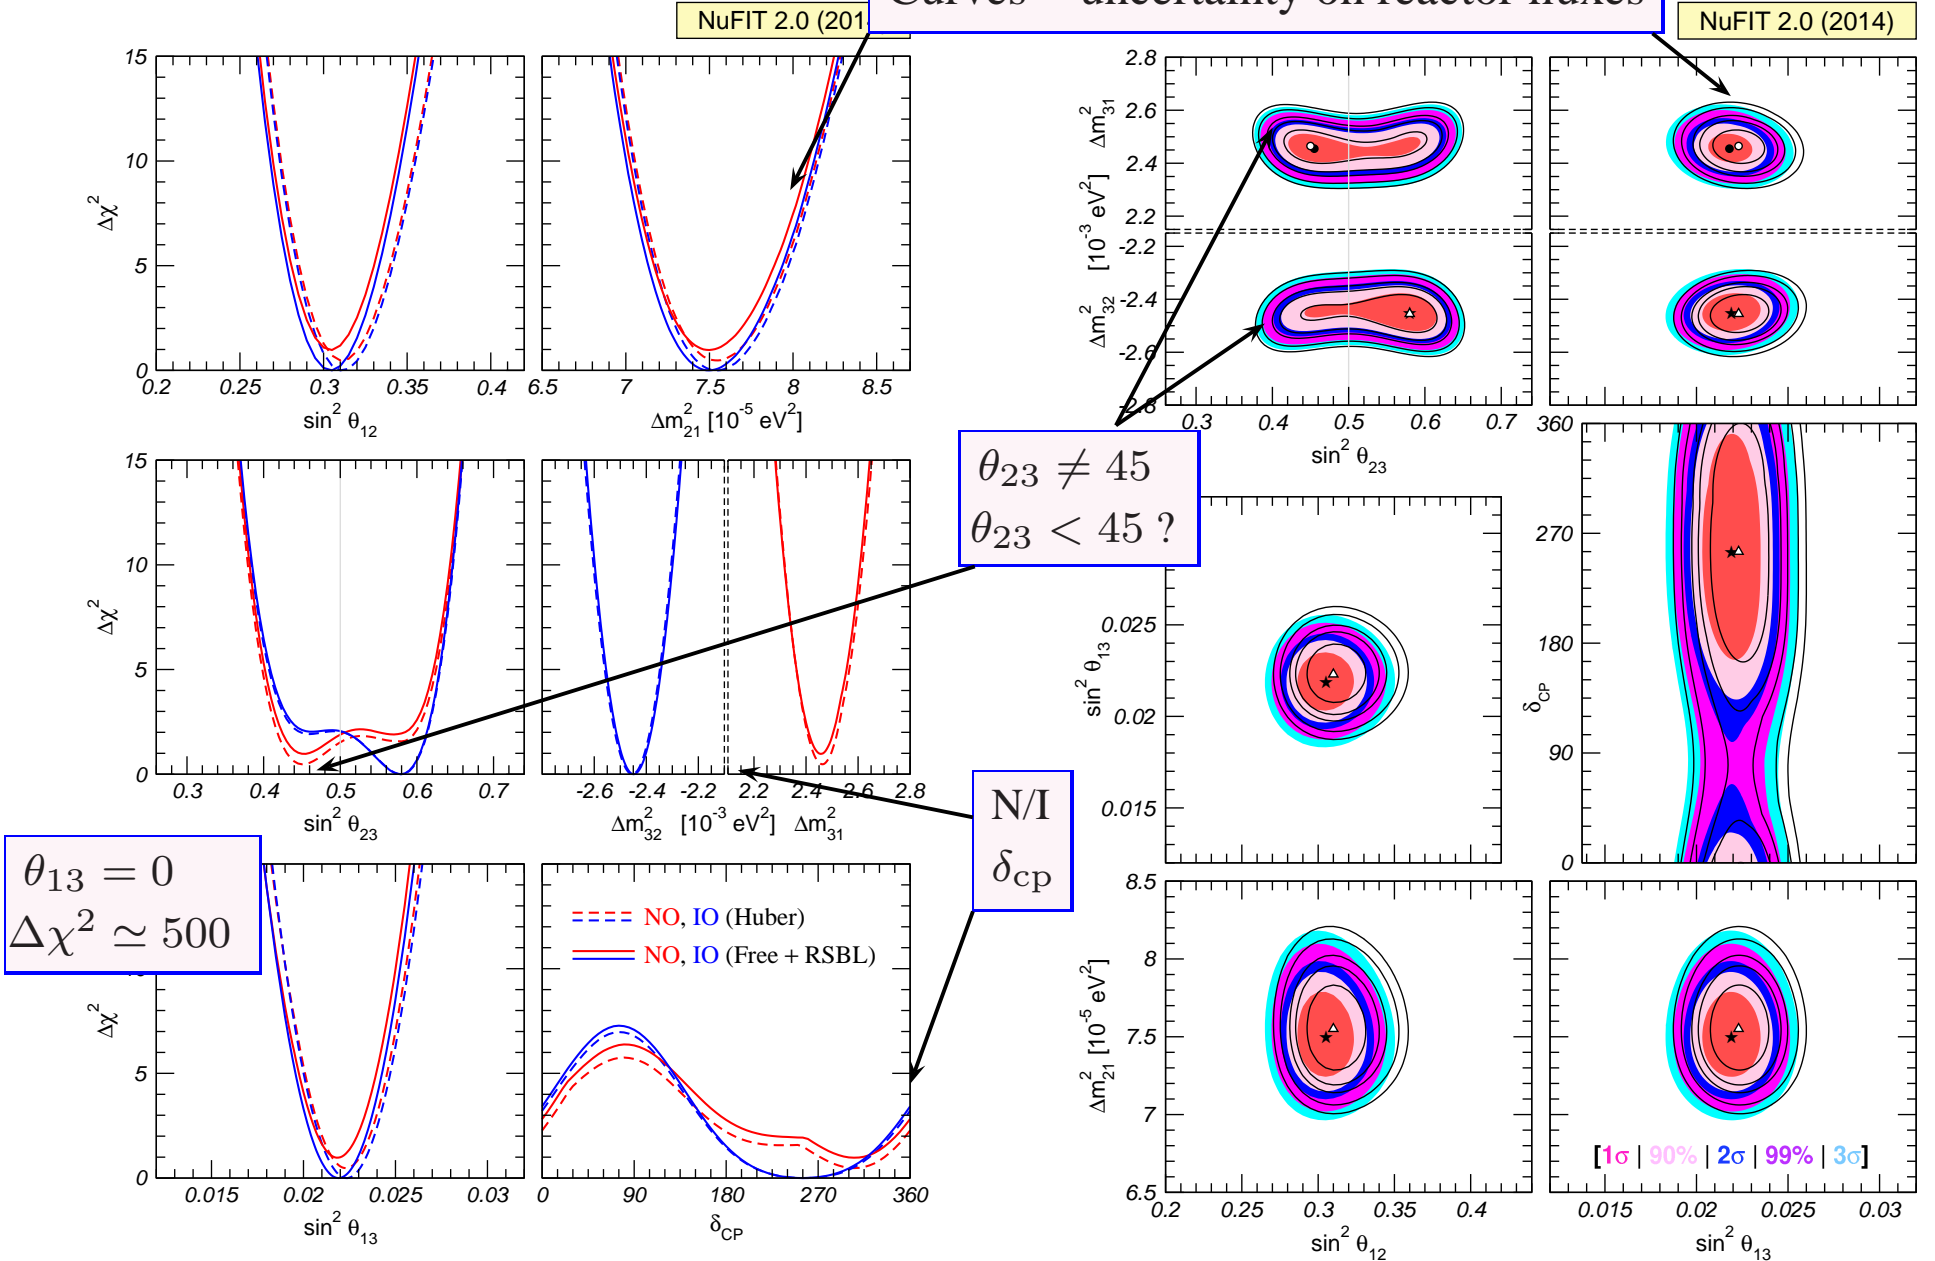 Curves uncertainty on reactor fluxes
NuFIT 2.0 (201
NuFIT 2.0 (2014)
15
10
5
0
Δχ²
0.2 0.25 0.3 0.35 0.4
sin² θ₁₂
6.5 7 7.5 8 8.5
Δm²₂₁ [10⁻⁵ eV²]
15
10
5
0
Δχ²
0.3 0.4 0.5 0.6 0.7
sin² θ₂₃
-2.6 -2.4 -2.2 2.2 2.4 2.6 2.8
Δm²₃₂ [10⁻³ eV²] Δm²₃₁
θ₁₃ = 0
Δχ² ≃ 500
5
0
Δχ²
0.015 0.02 0.025 0.03
sin² θ₁₃
NO, IO (Huber)
NO, IO (Free + RSBL)
0 90 180 270 360
δCP
θ₂₃ ≠ 45
θ₂₃ < 45 ?
N/I
δcp
2.8
2.6
2.4
2.2
-2.2
-2.4
-2.6
-2.8
Δm²₃₂ [10⁻³ eV²] Δm²₃₁
0.3 0.4 0.5 0.6 0.7
sin² θ₂₃
0.025
0.02
0.015
sin² θ₁₃
360
270
180
90
0
δCP
8.5
8
7.5
7
6.5
Δm²₂₁ [10⁻⁵ eV²]
0.2 0.25 0.3 0.35 0.4
sin² θ₁₂
[1σ | 90% | 2σ | 99% | 3σ]
0.015 0.02 0.025 0.03
sin² θ₁₃